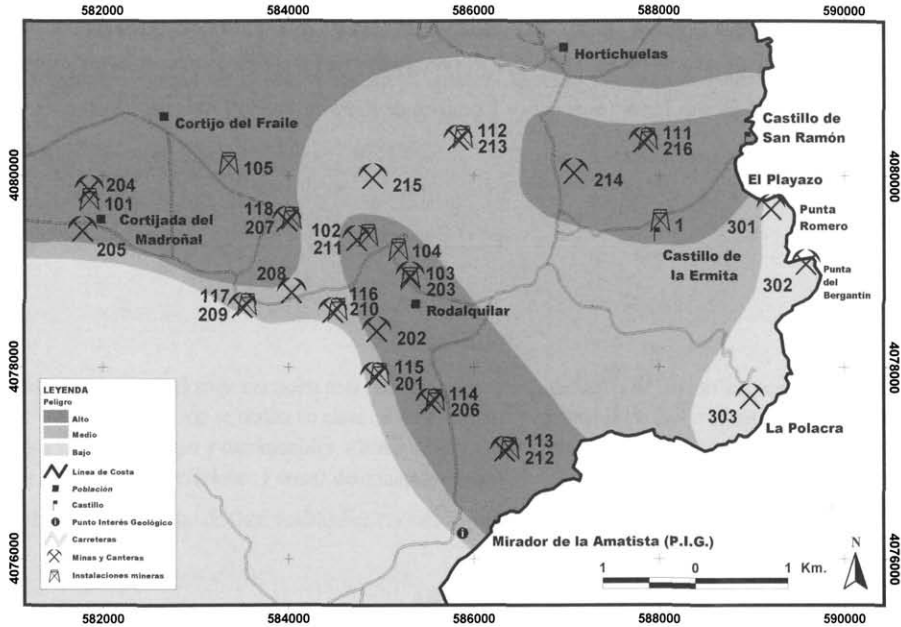 582000
584000
586000
588000
590000
Hortichuelas
Cortijo del Fraile
112
213
111
216
Castillo de
San Ramón
4080000
4080000
105
204
101
215
214
El Playazo
Cortijada del
Madroñal
205
118
207
102
211
104
1
301
Punta
Romero
Castillo de
la Ermita
103
203
208
302
Punta
del
Bergantín
117
209
116
210
Rodalquilar
202
4078000
4078000
115
201
114
206
303
La Polacra
113
212
LEYENDA
Peligro
Alto
Medio
Bajo
Línea de Costa
Población
Castillo
Punto Interés Geológico
Carreteras
Minas y Canteras
Instalaciones mineras
Mirador de la Amatista (P.I.G.)
i
N
1 0 1 Km.
4076000
4076000
582000
584000
586000
588000
590000